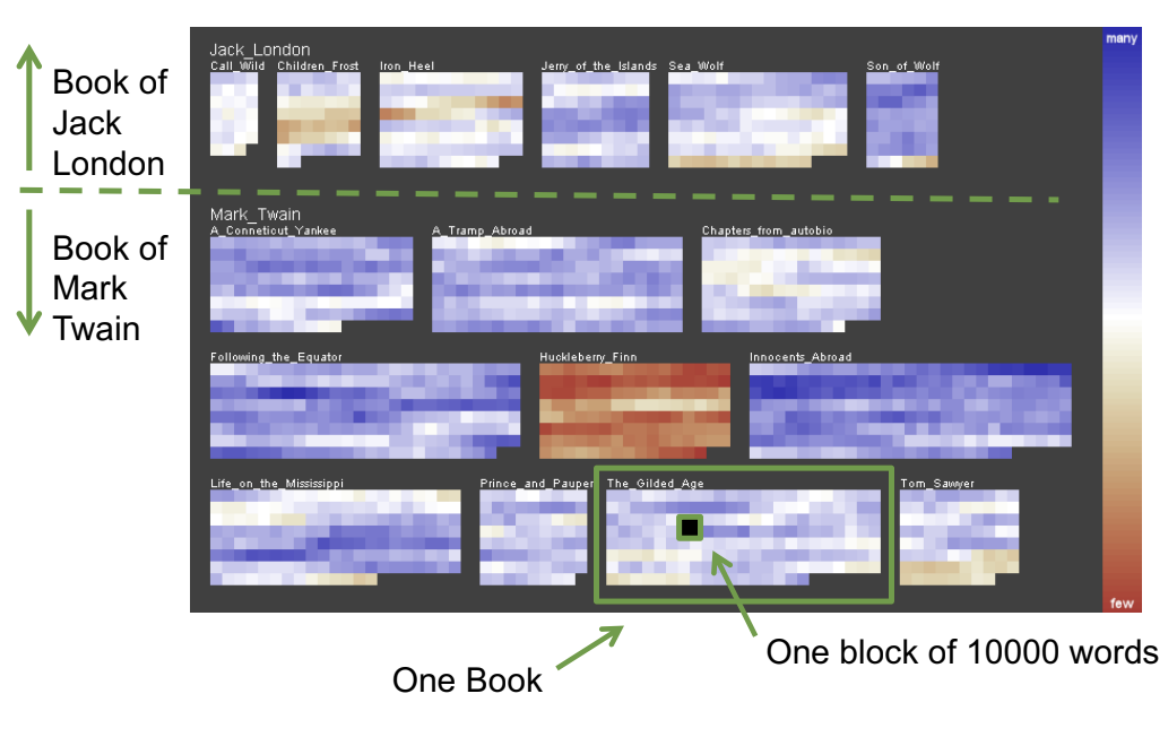 Jack_London
Call_Wild Children_Frost Iron_Heel Jerry_of_the_Islands Sea_Wolf Son_of_Wolf
many
Book of
Jack
London
Mark_Twain
A_Conneticut_Yankee A_Tramp_Abroad Chapters_from_autobio
Book of
Mark
Twain
Following_the_Equator Huckleberry_Finn Innocents_Abroad
Life_on_the_Mississippi Prince_and_Pauper The_Gilded_Age Tom_Sawyer
few
One block of 10000 words
One Book